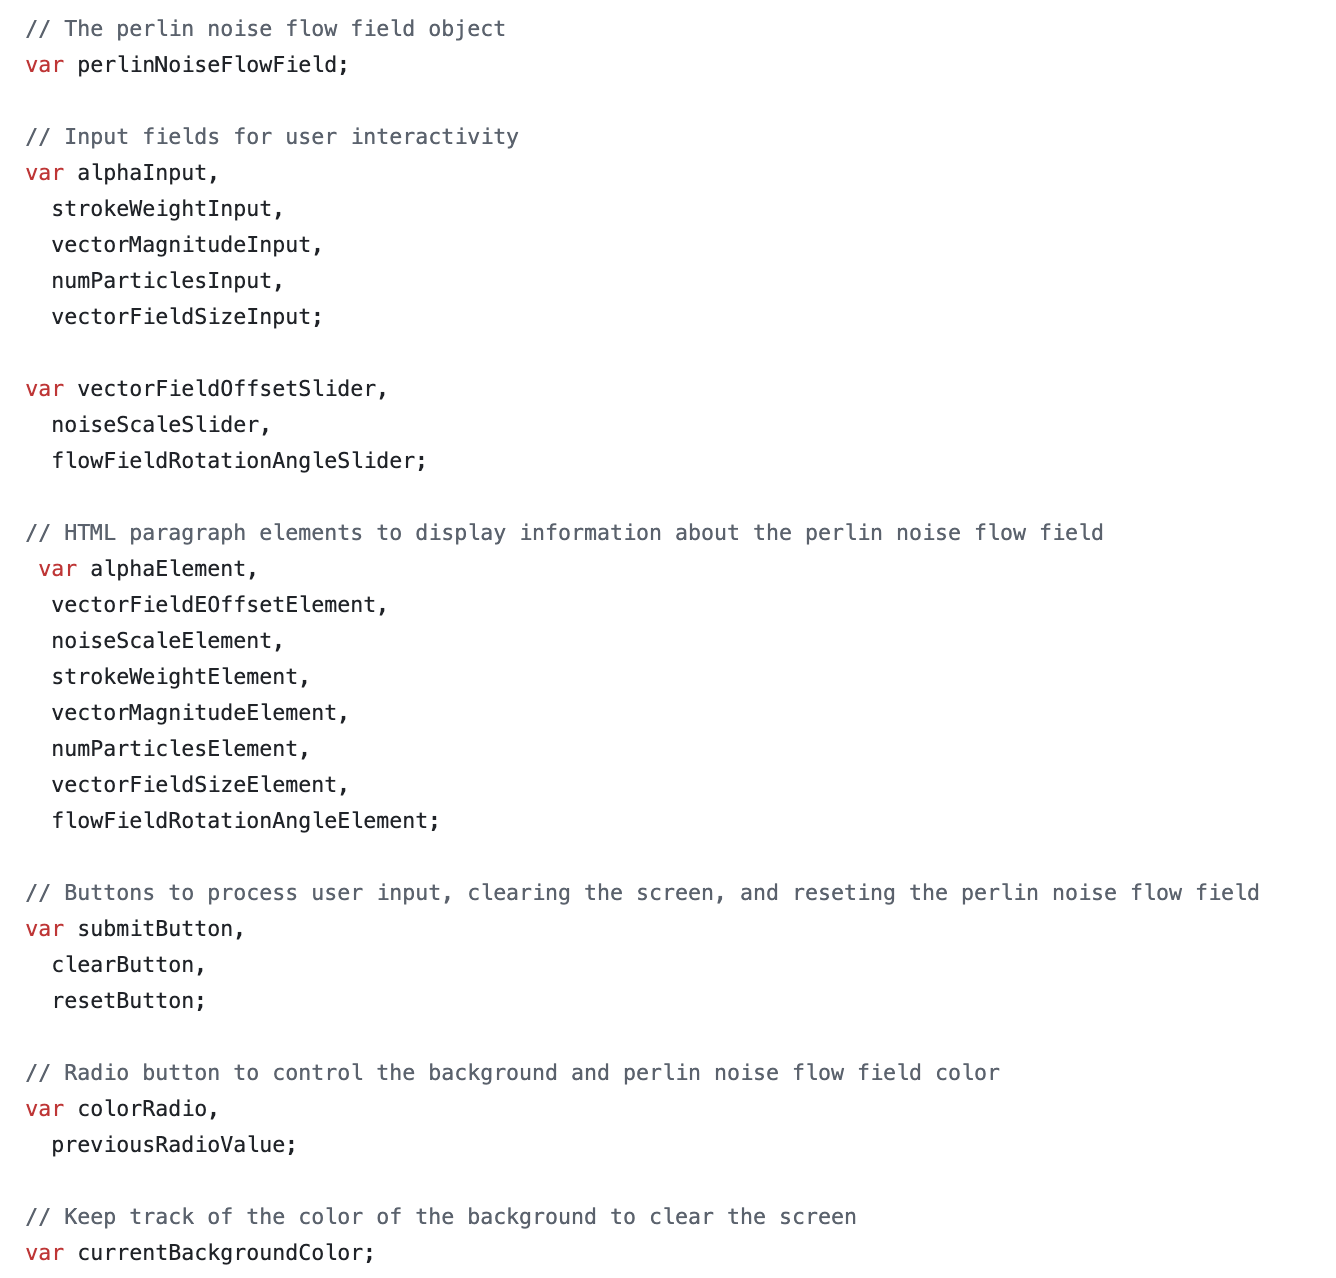 // The perlin noise flow field object
var perlinNoiseFlowField;

// Input fields for user interactivity
var alphaInput,
  strokeWeightInput,
  vectorMagnitudeInput,
  numParticlesInput,
  vectorFieldSizeInput;

var vectorFieldOffsetSlider,
  noiseScaleSlider,
  flowFieldRotationAngleSlider;

// HTML paragraph elements to display information about the perlin noise flow field
 var alphaElement,
  vectorFieldEOffsetElement,
  noiseScaleElement,
  strokeWeightElement,
  vectorMagnitudeElement,
  numParticlesElement,
  vectorFieldSizeElement,
  flowFieldRotationAngleElement;

// Buttons to process user input, clearing the screen, and reseting the perlin noise flow field
var submitButton,
  clearButton,
  resetButton;

// Radio button to control the background and perlin noise flow field color
var colorRadio,
  previousRadioValue;

// Keep track of the color of the background to clear the screen
var currentBackgroundColor;